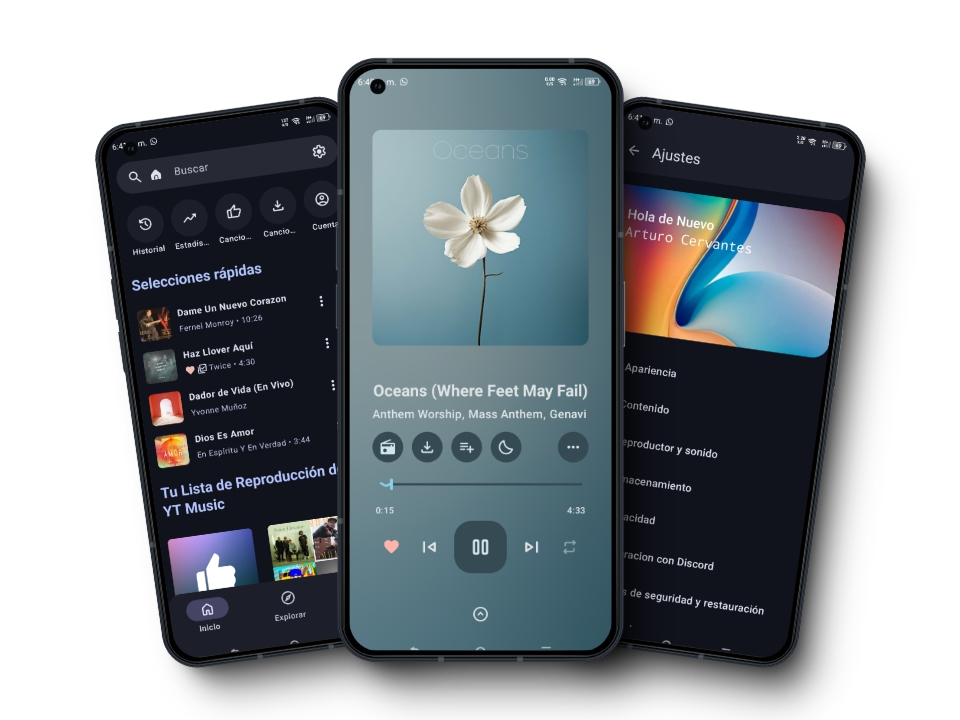 6:4
m.
Buscar
Historial
Estadís...
Cancio...
Cancio...
Cuenta
Selecciones rápidas
Dame Un Nuevo Corazon
Fernel Monroy • 10:26
Haz Llover Aquí
Twice • 4:30
Dador de Vida (En Vivo)
Yvonne Muñoz
Dios Es Amor
En Espíritu Y En Verdad • 3:44
AMOR
Tu Lista de Reproducción d
YT Music
Inicio
Explorar
6:4
m.
Oceans
Oceans (Where Feet May Fail)
Anthem Worship, Mass Anthem, Genavi
0:15
4:33
6:4
m.
Ajustes
Hola de Nuevo
Arturo Cervantes
Apariencia
Contenido
eproductor y sonido
macenamiento
acidad
racion con Discord
s de seguridad y restauración